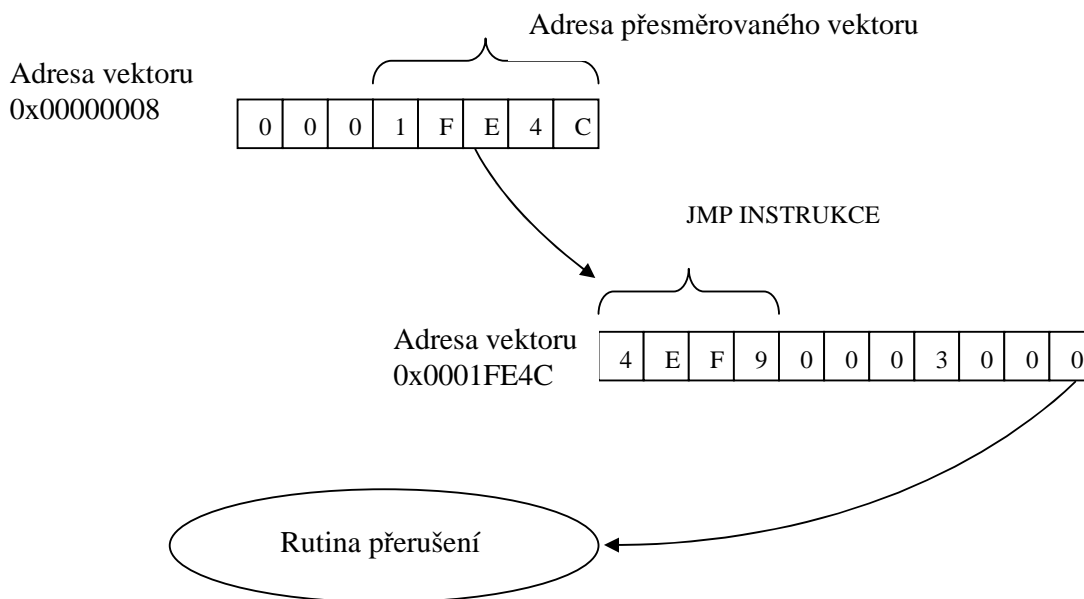 Adresa přesměrovaného vektoru
Adresa vektoru
0x00000008
0 0 0 1 F E 4 C
JMP INSTRUKCE
Adresa vektoru
0x0001FE4C
4 E F 9 0 0 0 3 0 0 0
Rutina přerušení